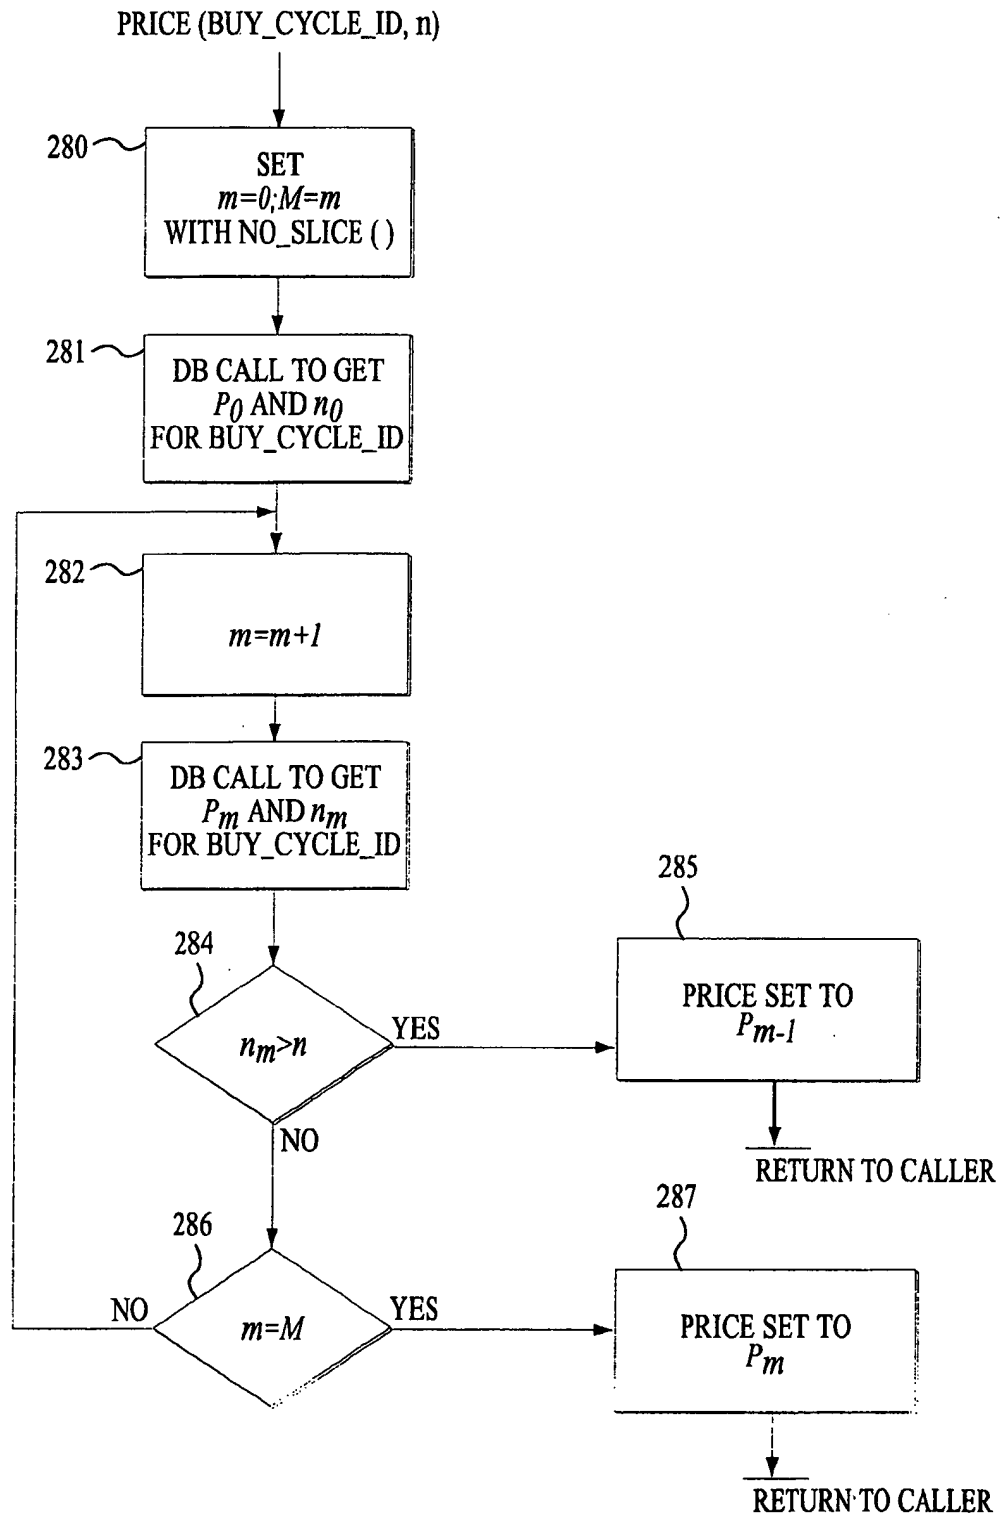 PRICE (BUY_CYCLE_ID, n)
280
SET
m=0;M=m
WITH NO_SLICE ( )
281
DB CALL TO GET
P0 AND n0
FOR BUY_CYCLE_ID
282
m=m+1
283
DB CALL TO GET
Pm AND nm
FOR BUY_CYCLE_ID
284
nm>n
YES
NO
285
PRICE SET TO
Pm-1
RETURN TO CALLER
286
m=M
NO
YES
287
PRICE SET TO
Pm
RETURN TO CALLER